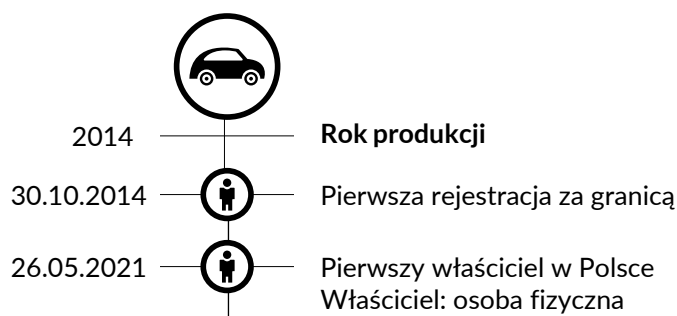 2014 Rok produkcji
30.10.2014 Pierwsza rejestracja za granicą
26.05.2021 Pierwszy właściciel w Polsce
Właściciel: osoba fizyczna